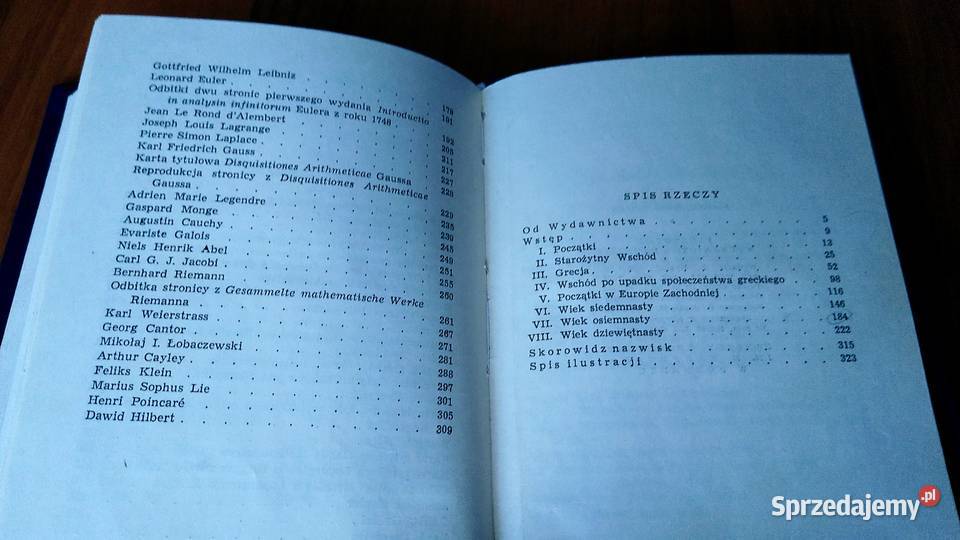 Gottfried Wilhelm Leibniz . . . . . 178
Leonard Euler . . . . . . . . 191
Odbitki dwu stronic pierwszego wydania Introductio
in analysin infinitorum Eulera z roku 1748 . . 192
Jean Le Rond d'Alembert . . . . . 205
Joseph Louis Lagrange . . . . . . 211
Pierre Simon Laplace . . . . . . 217
Karl Friedrich Gauss . . . . . . 227
Karta tytułowa Disquisitiones Arithmeticae Gaussa . 228
Reprodukcja stronicy z Disquisitiones Arithmeticae
Gaussa . . . . . . . . 229
Adrien Marie Legendre . . . . . . 235
Gaspard Monge . . . . . . . 239
Augustin Cauchy . . . . . . . 245
Evariste Galois . . . . . . . 249
Niels Henrik Abel . . . . . . . 251
Carl G. J. Jacobi . . . . . . . 255
Bernhard Riemann . . . . . . . 260
Odbitka stronicy z Gesammelte mathematische Werke
Riemanna . . . . . . . . 261
Karl Weierstrass . . . . . . . 267
Georg Cantor . . . . . . . . 271
Mikołaj I. Łobaczewski . . . . . . 281
Arthur Cayley . . . . . . . . 288
Feliks Klein . . . . . . . . 297
Marius Sophus Lie . . . . . . . 301
Henri Poincaré . . . . . . . . 305
Dawid Hilbert . . . . . . . . 309
SPIS RZECZY
Od Wydawnictwa . . . . . . . 5
Wstęp . . . . . . . . . 9
I. Początki . . . . . . . . 13
II. Starożytny Wschód . . . . . . 25
III. Grecja . . . . . . . . 52
IV. Wschód po upadku społeczeństwa greckiego . 98
V. Początki w Europie Zachodniej . . . . 116
VI. Wiek siedemnasty . . . . . . 146
VII. Wiek osiemnasty . . . . . . 184
VIII. Wiek dziewiętnasty . . . . . . 222
Skorowidz nazwisk . . . . . . 315
Spis ilustracji . . . . . . . 323
Sprzedajemy.pl